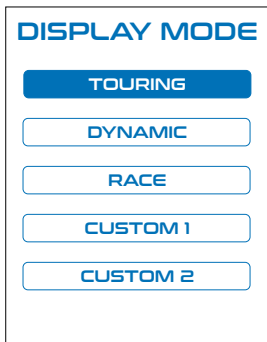 DISPLAY MODE
TOURING
DYNAMIC
RACE
CUSTOM 1
CUSTOM 2